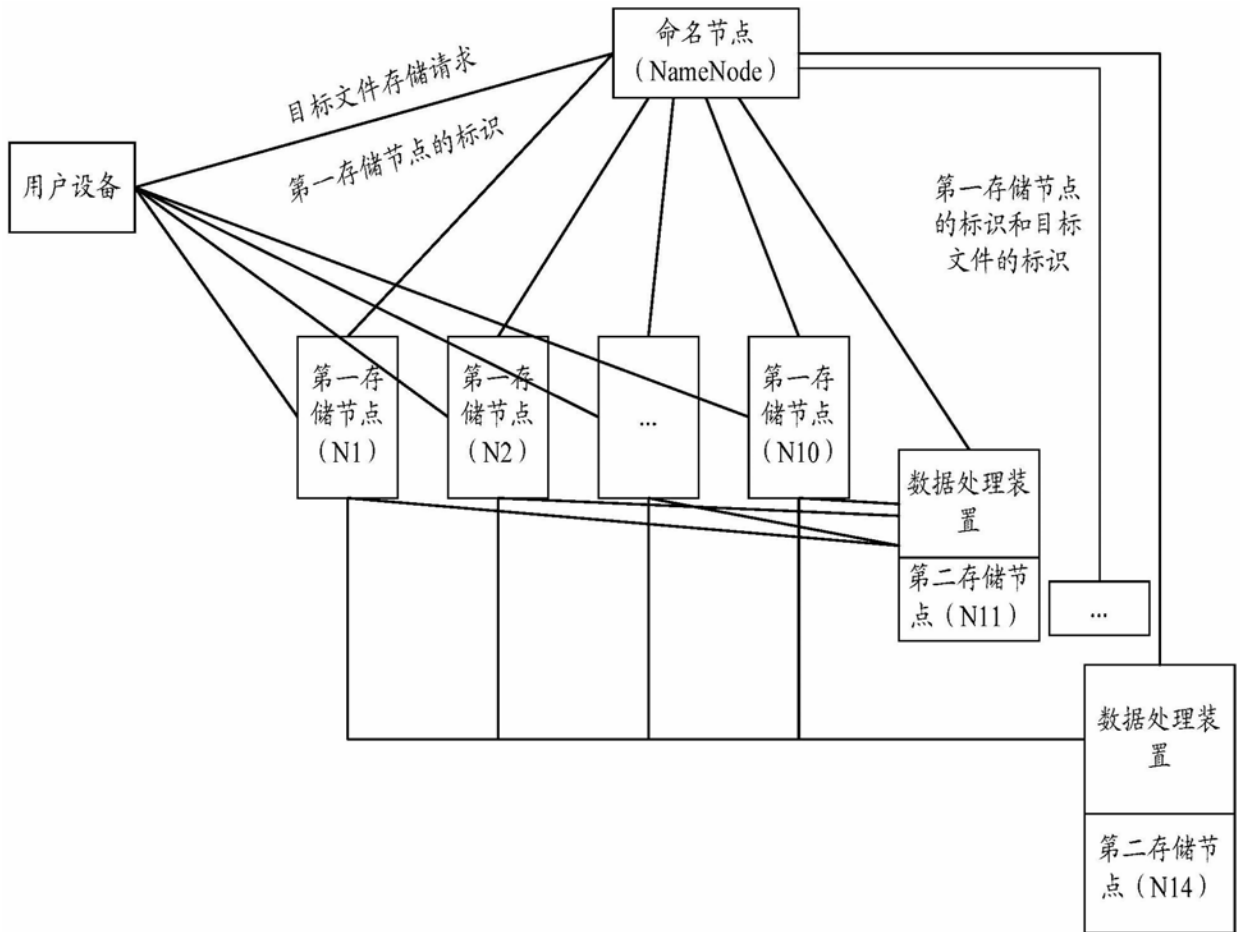 命名节点
（NameNode）
目标文件存储请求
用户设备
第一存储节点的标识
第一存储节点
的标识和目标
文件的标识
第一存
储节点
（N1）
第一存
储节点
（N2）
...
第一存
储节点
（N10）
数据处理装
置
第二存储节
点（N11）
...
数据处理装
置
第二存储节
点（N14）